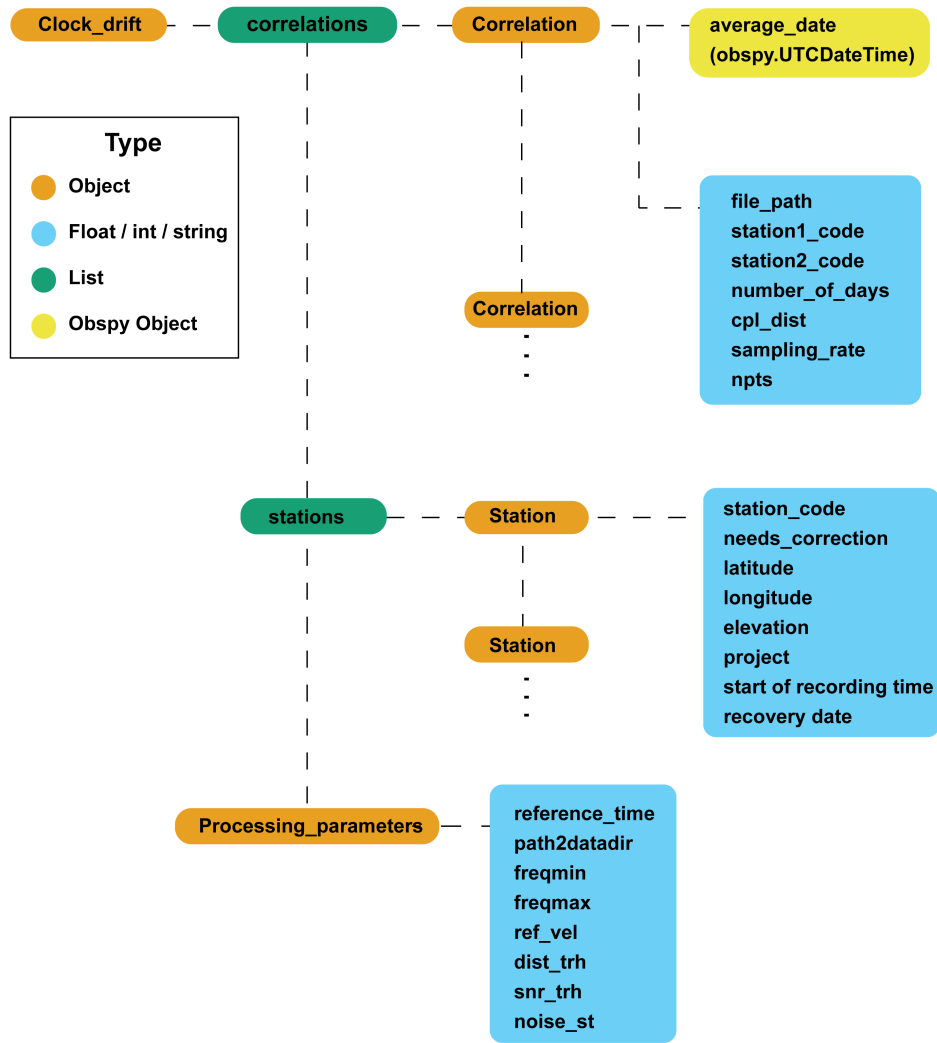 Clock_drift
correlations
Correlation
average_date
(obspy.UTCDateTime)
Type
Object
Float / int / string
List
Obspy Object
file_path
station1_code
station2_code
number_of_days
cpl_dist
sampling_rate
npts
Correlation
stations
Station
station_code
needs_correction
latitude
longitude
elevation
project
start of recording time
recovery date
Station
Processing_parameters
reference_time
path2datadir
freqmin
freqmax
ref_vel
dist_trh
snr_trh
noise_st